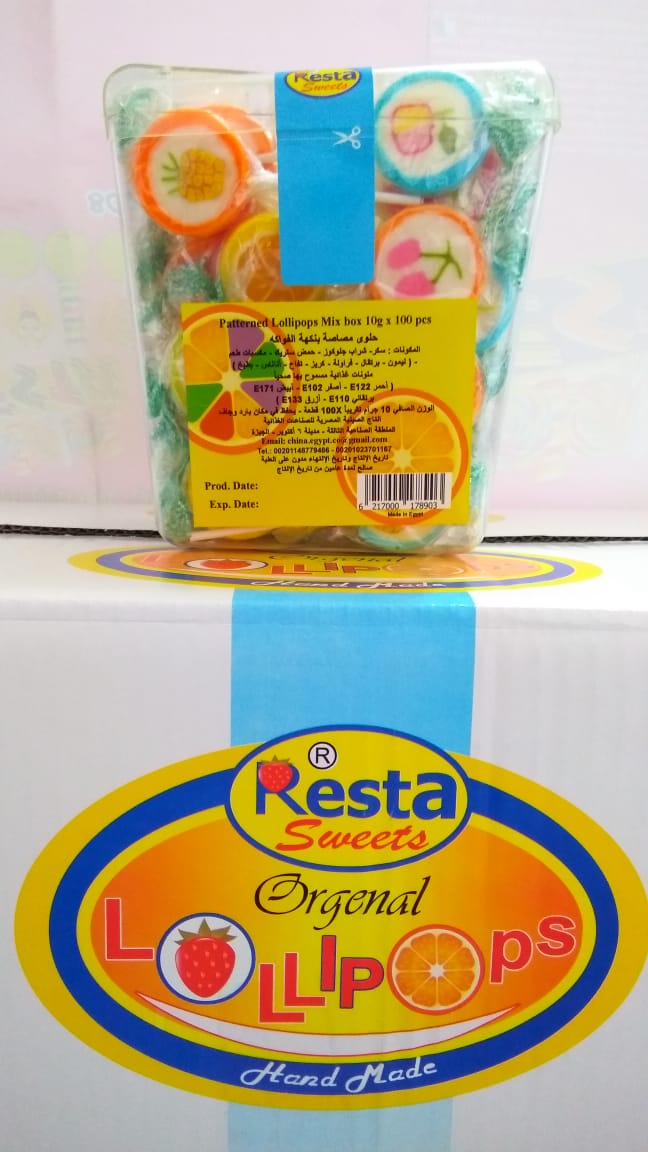 Resta
Sweets
Patterned Lollipops Mix box 10g x 100 pcs
حلوى مصاصة بنكهة الفواكه
المكونات : سكر- شراب جلوكوز - حمض ستريك - مكسبات طعم
- ( ليمون - برتقال - فراولة - كريز - تفاح - أناناس - بطيخ )
ملونات غذائية مسموح بها صحياً
( أحمر E122 - أصفر E102 - أبيض E171
برتقالي E110 - أزرق E133 )
الوزن الصافي 10 جرام تقريباً X100 قطعة - يحفظ في مكان بارد وجاف
انتاج الصينية المصرية للصناعات الغذائية
المنطقة الصناعية الثالثة - مدينة ٦ أكتوبر - الجيزة
Email: china.egypt.co@gmail.com
Tel.: 00201148779486 - 00201023701167
تاريخ الإنتاج وتاريخ الإنتهاء مدون على العلبة
صالح لمدة عامين من تاريخ الإنتاج
Prod. Date:
Exp. Date:
6 217000 178903
Made in Egypt
Orgenal
LOLLIPOps
Hand Made
Resta ®
Sweets
Orgenal
LOLLIPOps
Hand Made